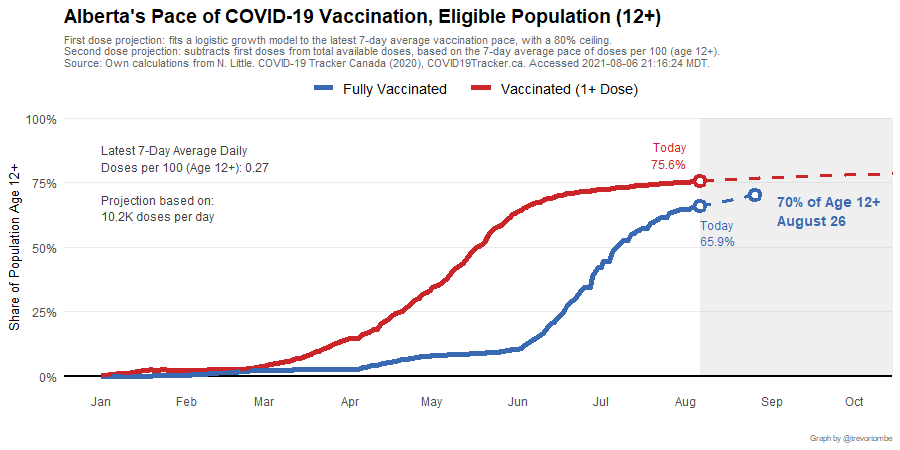 Alberta's Pace of COVID-19 Vaccination, Eligible Population (12+)
First dose projection: fits a logistic growth model to the latest 7-day average vaccination pace, with a 80% ceiling.
Second dose projection: subtracts first doses from total available doses, based on the 7-day average pace of doses per 100 (age 12+).
Source: Own calculations from N. Little. COVID-19 Tracker Canada (2020), COVID19Tracker.ca. Accessed 2021-08-06 21:16:24 MDT.
Fully Vaccinated
Vaccinated (1+ Dose)
Share of Population Age 12+
100%
75%
50%
25%
0%
Latest 7-Day Average Daily
Doses per 100 (Age 12+): 0.27
Projection based on:
10.2K doses per day
Today
75.6%
Today
65.9%
70% of Age 12+
August 26
Jan
Feb
Mar
Apr
May
Jun
Jul
Aug
Sep
Oct
Graph by @trevortombe